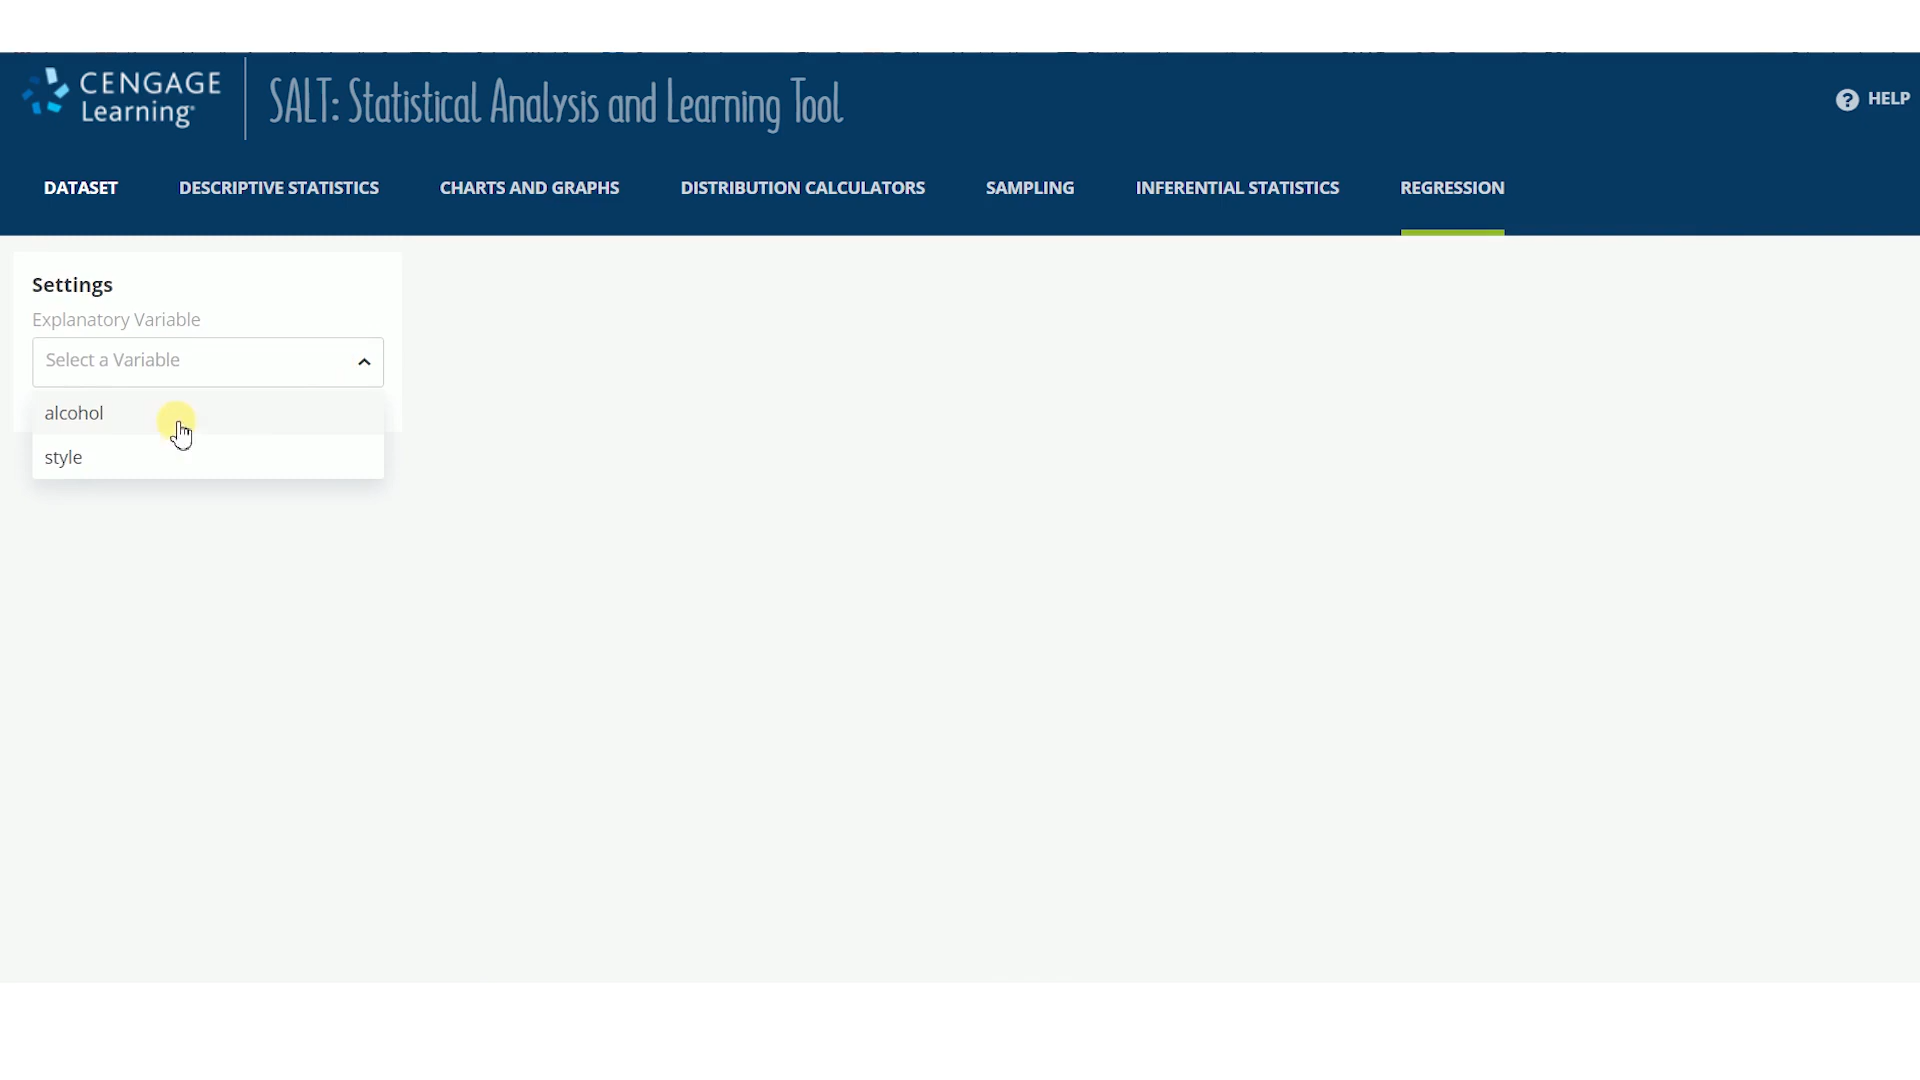 CENGAGE
Learning
SALT: Statistical Analysis and Learning Tool
? HELP
DATASET
DESCRIPTIVE STATISTICS
CHARTS AND GRAPHS
DISTRIBUTION CALCULATORS
SAMPLING
INFERENTIAL STATISTICS
REGRESSION
Settings
Explanatory Variable
Select a Variable
alcohol
style